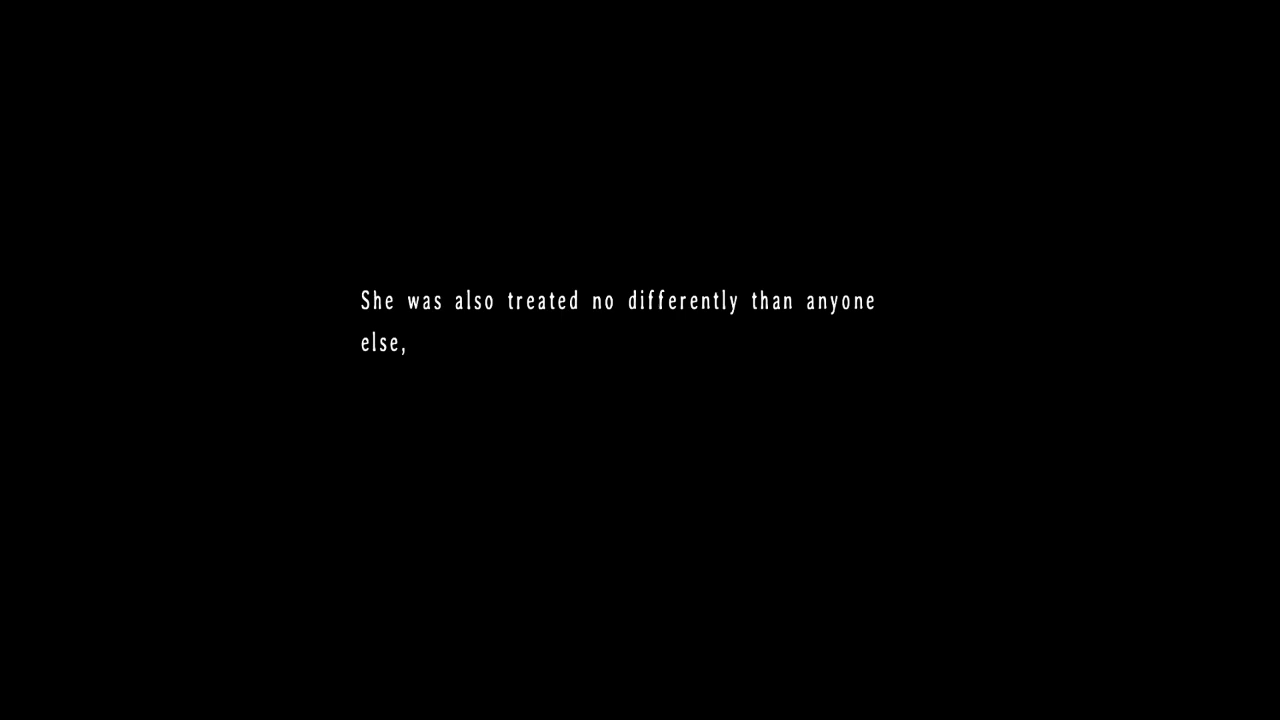 She was also treated no differently than anyone
else,